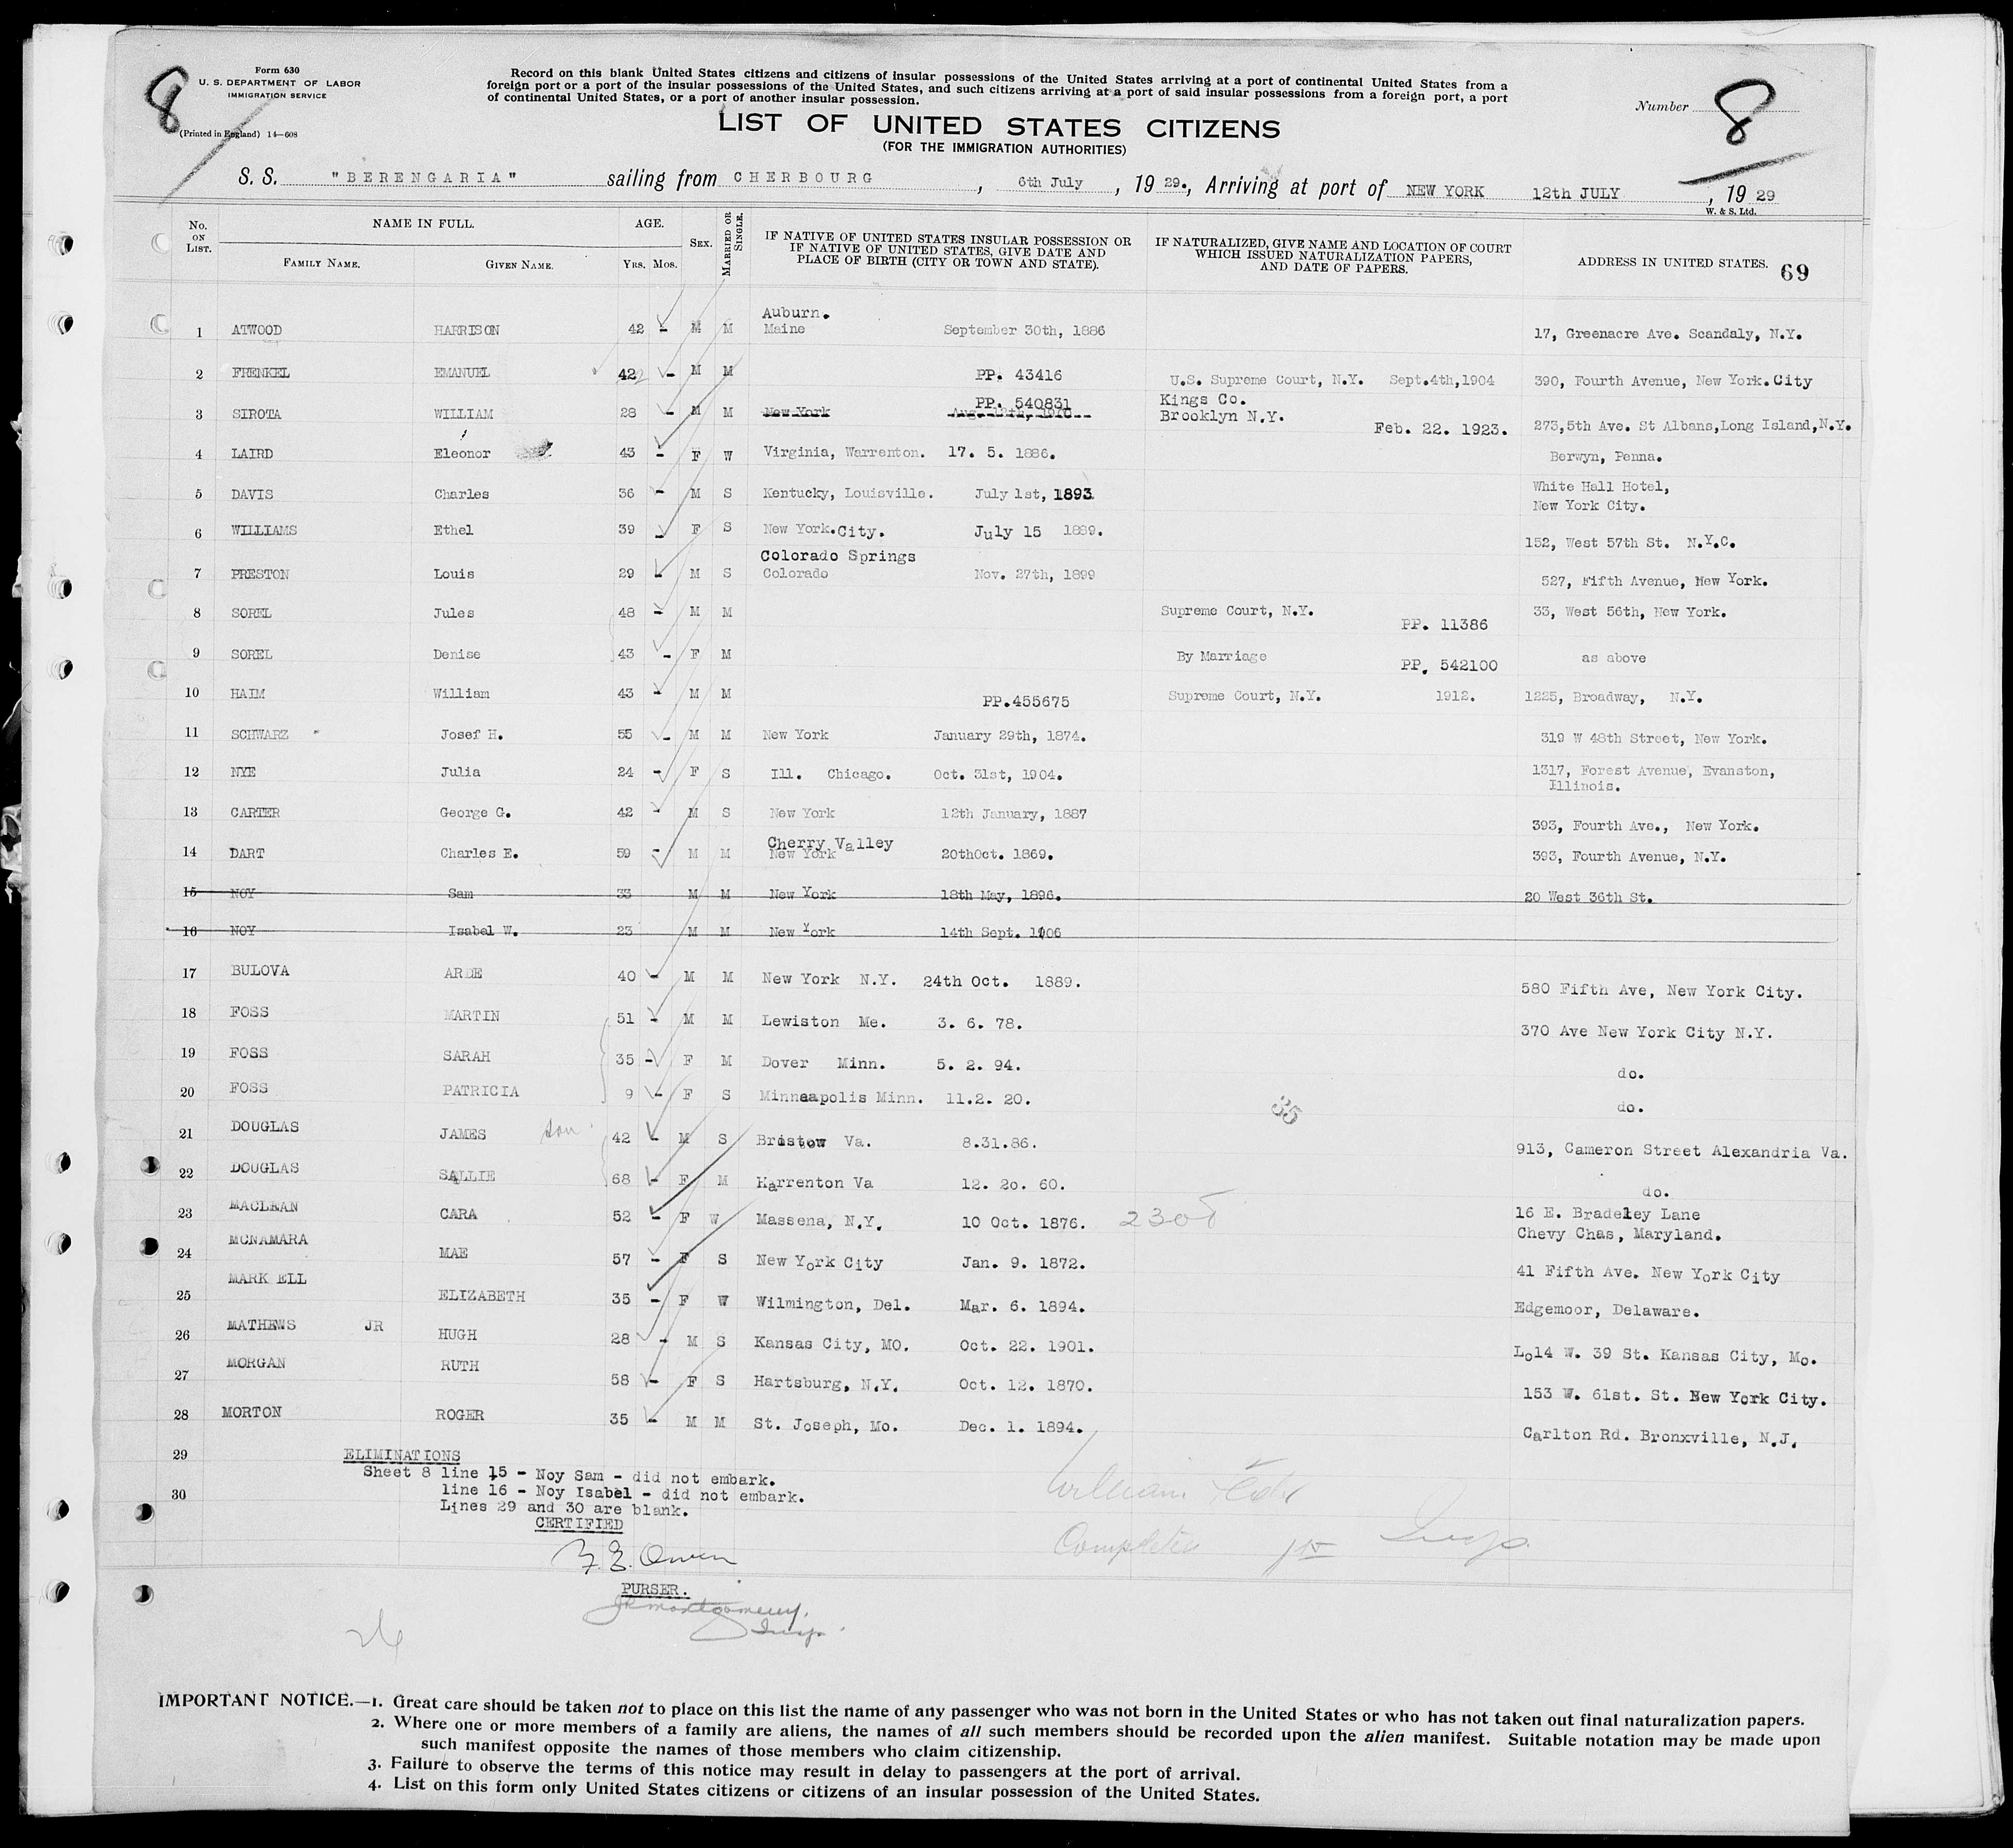 8
Form 630
U. S. DEPARTMENT OF LABOR
IMMIGRATION SERVICE
(Printed in England) 14—608
Record on this blank United States citizens and citizens of insular possessions of the United States arriving at a port of continental United States from a
foreign port or a port of the insular possessions of the United States, and such citizens arriving at a port of said insular possessions from a foreign port, a port
of continental United States, or a port of another insular possession.
Number 8
LIST OF UNITED STATES CITIZENS
(FOR THE IMMIGRATION AUTHORITIES)
S. S. "BERENGARIA" sailing from CHERBOURG, 6th July, 19 29., Arriving at port of NEW YORK 12th JULY, 19 29
W. & S. Ltd.
No. ON LIST. NAME IN FULL. FAMILY NAME. GIVEN NAME. AGE. YRS. MOS. SEX. MARRIED OR SINGLE. IF NATIVE OF UNITED STATES INSULAR POSSESSION OR IF NATIVE OF UNITED STATES, GIVE DATE AND PLACE OF BIRTH (CITY OR TOWN AND STATE). IF NATURALIZED, GIVE NAME AND LOCATION OF COURT WHICH ISSUED NATURALIZATION PAPERS, AND DATE OF PAPERS. ADDRESS IN UNITED STATES. 69
1 ATWOOD HARRISON 42 - M M Auburn. Maine September 30th, 1886 17, Greenacre Ave. Scandaly, N.Y.
2 FRENKEL EMANUEL 42 - M M PP. 43416 U.S. Supreme Court, N.Y. Sept.4th,1904 390, Fourth Avenue, New York.City
3 SIROTA WILLIAM 28 - M M New York PP. 540831 Kings Co. Brooklyn N.Y. Feb. 22. 1923. 273,5th Ave. St Albans,Long Island,N.Y.
4 LAIRD Eleonor 43 - F W Virginia, Warrenton. 17. 5. 1886. Berwyn, Penna.
5 DAVIS Charles 36 - M S Kentucky, Louisville. July 1st, 1893 White Hall Hotel, New York City.
6 WILLIAMS Ethel 39 - F S New York.City. July 15 1889. 152, West 57th St. N.Y.C.
7 PRESTON Louis 29 - M S Colorado Springs Colorado Nov. 27th, 1899 527, Fifth Avenue, New York.
8 SOREL Jules 48 - M M Supreme Court, N.Y. PP. 11386 33, West 56th, New York.
9 SOREL Denise 43 - F M By Marriage PP. 542100 as above
10 HAIM William 43 - M M PP.455675 Supreme Court, N.Y. 1912. 1225, Broadway, N.Y.
11 SCHWARZ Josef H. 55 - M M New York January 29th, 1874. 319 W 48th Street, New York.
12 NYE Julia 24 - F S Ill. Chicago. Oct. 31st, 1904. 1317, Forest Avenue, Evanston, Illinois.
13 CARTER George G. 42 - M S New York 12th January, 1887 393, Fourth Ave., New York.
14 DART Charles E. 59 - M M Cherry Valley New York 20thOct. 1869. 393, Fourth Avenue, N.Y.
15 NOY Sam 33 M M New York 18th May, 1896. 20 West 36th St.
16 NOY Isabel W. 23 M M New York 14th Sept. 1906
17 BULOVA ARDE 40 - M M New York N.Y. 24th Oct. 1889. 580 Fifth Ave, New York City.
18 FOSS MARTIN 51 - M M Lewiston Me. 3. 6. 78. 370 Ave New York City N.Y.
19 FOSS SARAH 35 - F M Dover Minn. 5. 2. 94. do.
20 FOSS PATRICIA 9 - F S Minneapolis Minn. 11.2. 20. do.
35
21 DOUGLAS JAMES son 42 - M S Bristow Va. 8.31.86. 913, Cameron Street Alexandria Va.
22 DOUGLAS SALLIE 68 - F M Harrenton Va 12. 2o. 60. do.
23 MACLEAN CARA 52 - F W Massena, N.Y. 10 Oct. 1876. 16 E. Bradeley Lane Chevy Chas, Maryland.
24 MCNAMARA MAE 57 - F S New York City Jan. 9. 1872. 41 Fifth Ave. New York City
25 MARK ELL ELIZABETH 35 - F W Wilmington, Del. Mar. 6. 1894. Edgemoor, Delaware.
26 MATHEWS JR HUGH 28 - M S Kansas City, MO. Oct. 22. 1901. Lo14 W. 39 St. Kansas City, Mo.
27 MORGAN RUTH 58 - F S Hartsburg, N.Y. Oct. 12. 1870. 153 W. 61st. St. New York City.
28 MORTON ROGER 35 - M M St. Joseph, Mo. Dec. 1. 1894. Carlton Rd. Bronxville, N.J.
29 ELIMINATIONS
Sheet 8 line 15 - Noy Sam - did not embark.
30 line 16 - Noy Isabel - did not embark.
Lines 29 and 30 are blank.
CERTIFIED
William
Completed 1st Insp.
F. E. Owen
PURSER.
JR Montgomery.
Insp.
IMPORTANT NOTICE.—1. Great care should be taken not to place on this list the name of any passenger who was not born in the United States or who has not taken out final naturalization papers.
2. Where one or more members of a family are aliens, the names of all such members should be recorded upon the alien manifest. Suitable notation may be made upon
such manifest opposite the names of those members who claim citizenship.
3. Failure to observe the terms of this notice may result in delay to passengers at the port of arrival.
4. List on this form only United States citizens or citizens of an insular possession of the United States.